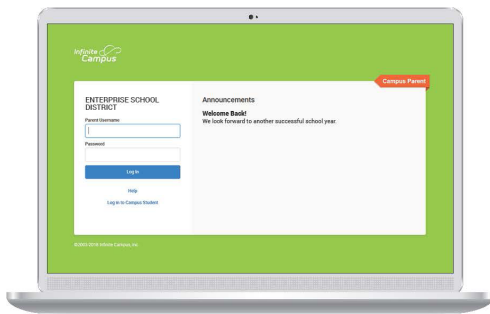 Infinite
Campus
Campus Parent
ENTERPRISE SCHOOL
DISTRICT
Parent Username
Password
Log In
Help
Log in to Campus Student
Announcements
Welcome Back!
We look forward to another successful school year.
©2003-2018 Infinite Campus, Inc.